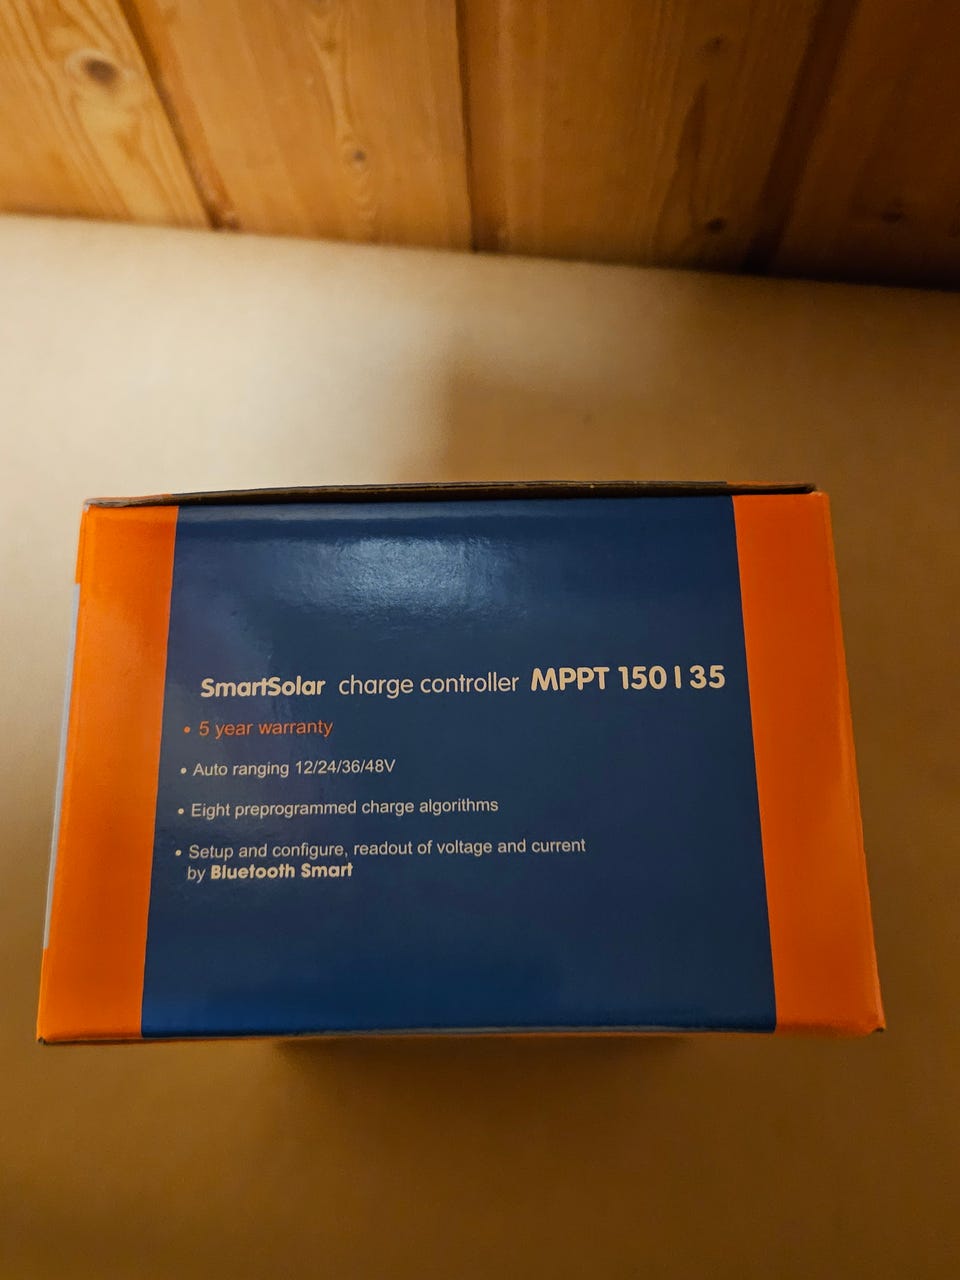 SmartSolar charge controller MPPT 150 | 35
• 5 year warranty
• Auto ranging 12/24/36/48V
• Eight preprogrammed charge algorithms
• Setup and configure, readout of voltage and current
by Bluetooth Smart